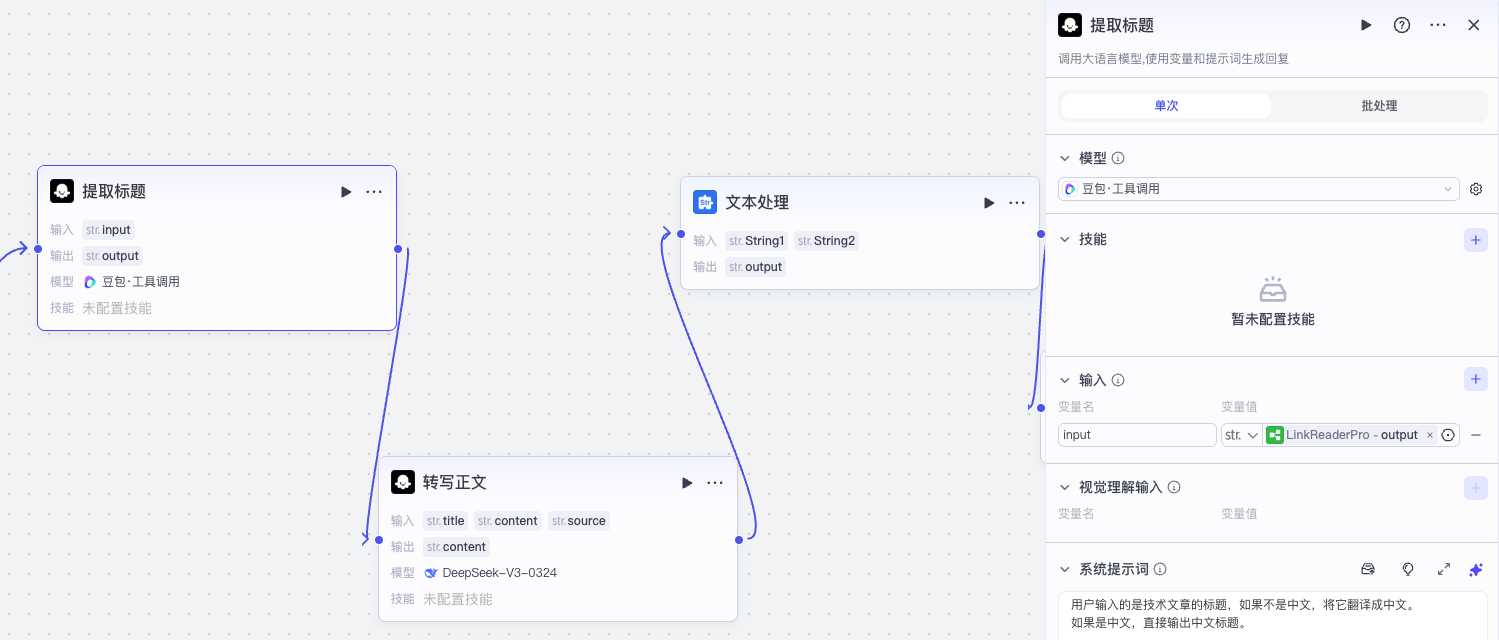 提取标题
输入 str. input
输出 str. output
模型 豆包·工具调用
技能 未配置技能
文本处理
输入 str. String1 str. String2
输出 str. output
转写正文
输入 str. title str. content str. source
输出 str. content
模型 DeepSeek-V3-0324
技能 未配置技能
提取标题
调用大语言模型,使用变量和提示词生成回复
单次 批处理
模型
豆包·工具调用
技能
暂未配置技能
输入
变量名 变量值
input str. LinkReaderPro - output
视觉理解输入
变量名 变量值
系统提示词
用户输入的是技术文章的标题，如果不是中文，将它翻译成中文。
如果是中文，直接输出中文标题。